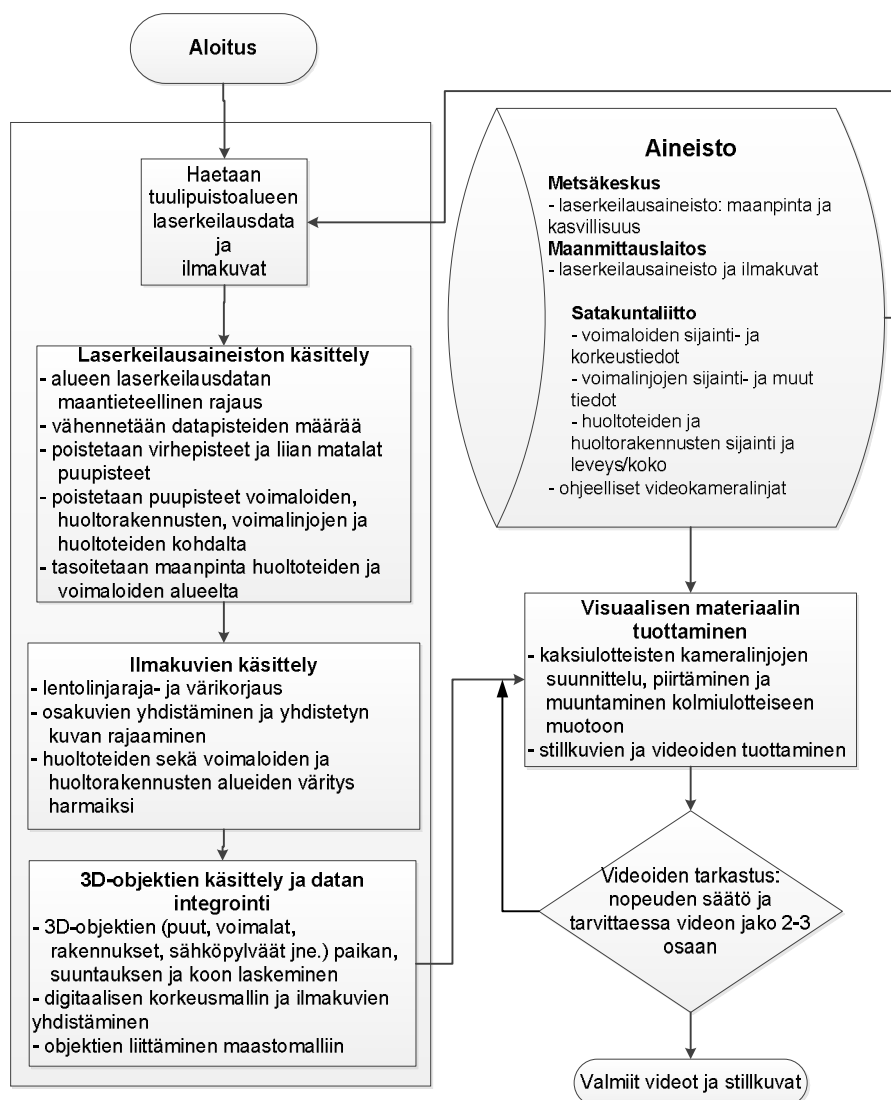 Aloitus
Haetaan
tuulipuistoalueen
laserkeilausdata
ja
ilmakuvat
Laserkeilausaineiston käsittely
- alueen laserkeilausdatan
maantieteellinen rajaus
- vähennetään datapisteiden määrää
- poistetaan virhepisteet ja liian matalat
puupisteet
- poistetaan puupisteet voimaloiden,
huoltorakennusten, voimalinjojen ja
huoltoteiden kohdalta
- tasoitetaan maanpinta huoltoteiden ja
voimaloiden alueelta
Ilmakuvien käsittely
- lentolinjaraja- ja värikorjaus
- osakuvien yhdistäminen ja yhdistetyn
kuvan rajaaminen
- huoltoteiden sekä voimaloiden ja
huoltorakennusten alueiden väritys
harmaiksi
3D-objektien käsittely ja datan
integrointi
- 3D-objektien (puut, voimalat,
rakennukset, sähköpylväät jne.) paikan,
suuntauksen ja koon laskeminen
- digitaalisen korkeusmallin ja ilmakuvien
yhdistäminen
- objektien liittäminen maastomalliin
Aineisto
Metsäkeskus
- laserkeilausaineisto: maanpinta ja
kasvillisuus
Maanmittauslaitos
- laserkeilausaineisto ja ilmakuvat
Satakuntaliitto
- voimaloiden sijainti- ja
korkeustiedot
- voimalinjojen sijainti- ja muut
tiedot
- huoltoteiden ja
huoltorakennusten sijainti ja
leveys/koko
- ohjeelliset videokameralinjat
Visuaalisen materiaalin
tuottaminen
- kaksiulotteisten kameralinjojen
suunnittelu, piirtäminen ja
muuntaminen kolmiulotteiseen
muotoon
- stillkuvien ja videoiden tuottaminen
Videoiden tarkastus:
nopeuden säätö ja
tarvittaessa videon jako 2-3
osaan
Valmiit videot ja stillkuvat